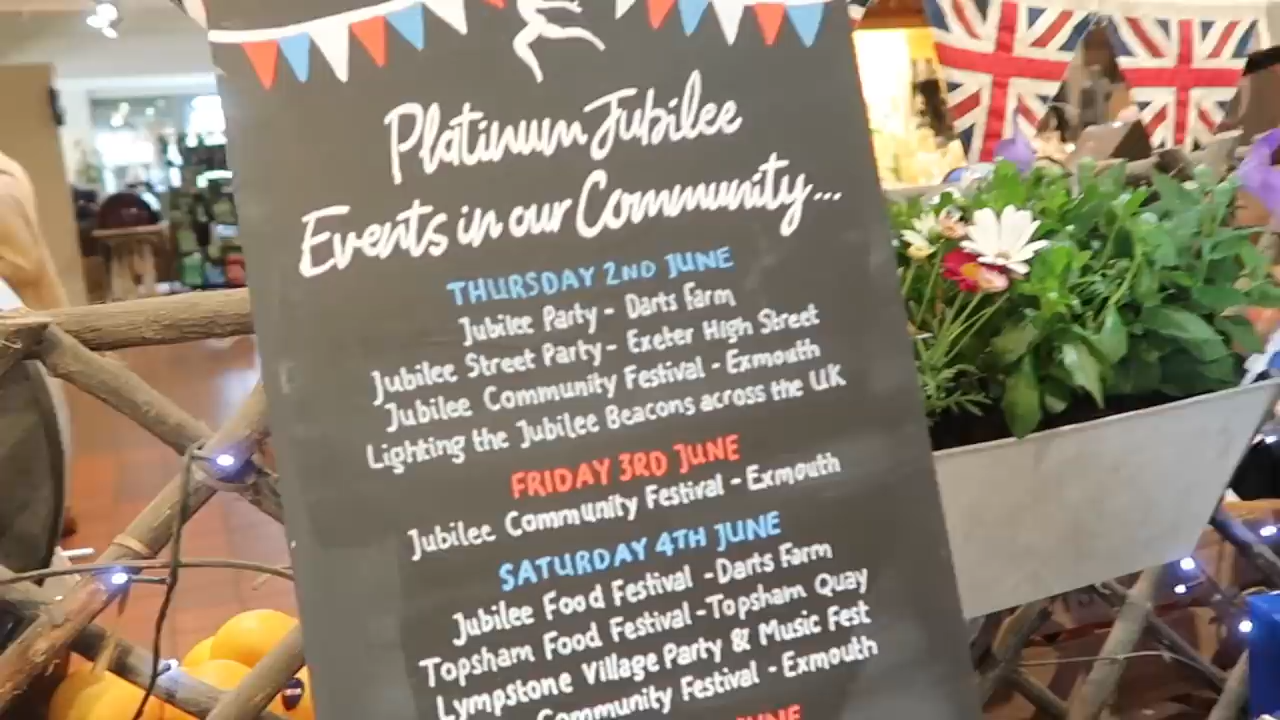 Platinum Jubilee
Events in our Community...
THURSDAY 2ND JUNE
Jubilee Party - Darts Farm
Jubilee Street Party - Exeter High Street
Jubilee Community Festival - Exmouth
Lighting the Jubilee Beacons across the UK
FRIDAY 3RD JUNE
Jubilee Community Festival - Exmouth
SATURDAY 4TH JUNE
Jubilee Food Festival - Darts Farm
Topsham Food Festival - Topsham Quay
Lympstone Village Party & Music Fest
Community Festival - Exmouth
JUNE